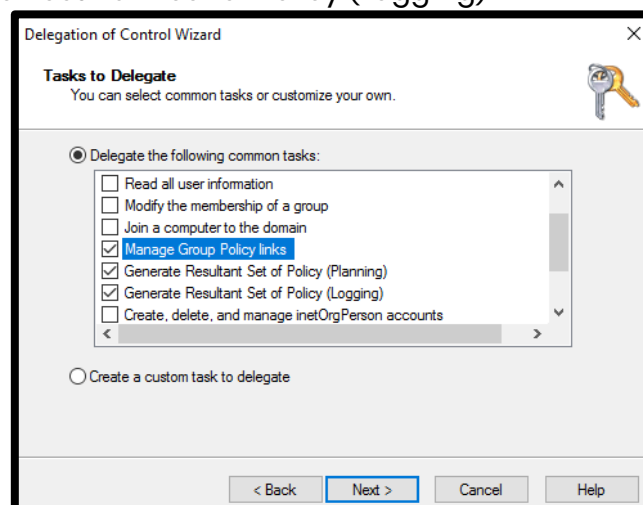 (Logging)
Delegation of Control Wizard
Tasks to Delegate
You can select common tasks or customize your own.
Delegate the following common tasks:
Read all user information
Modify the membership of a group
Join a computer to the domain
Manage Group Policy links
Generate Resultant Set of Policy (Planning)
Generate Resultant Set of Policy (Logging)
Create, delete, and manage inetOrgPerson accounts
Create a custom task to delegate
< Back Next > Cancel Help